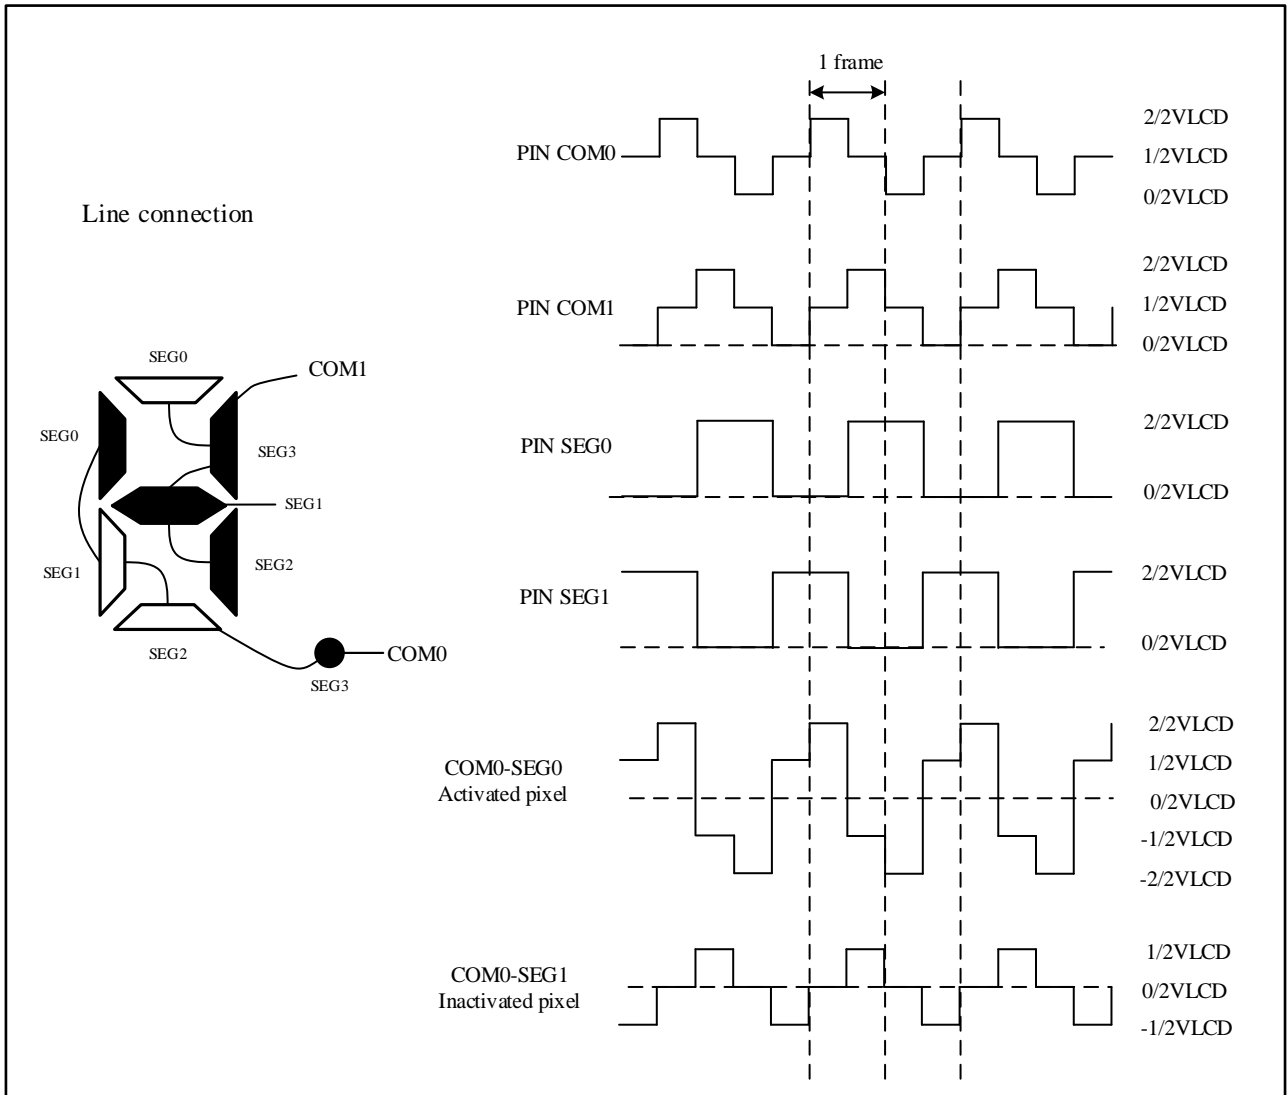 1 frame
PIN COM0
2/2VLCD
1/2VLCD
0/2VLCD
Line connection
PIN COM1
2/2VLCD
1/2VLCD
0/2VLCD
SEG0
COM1
SEG0
SEG3
SEG1
SEG1
SEG2
SEG2
COM0
SEG3
PIN SEG0
2/2VLCD
0/2VLCD
PIN SEG1
2/2VLCD
0/2VLCD
COM0-SEG0
Activated pixel
2/2VLCD
1/2VLCD
0/2VLCD
-1/2VLCD
-2/2VLCD
COM0-SEG1
Inactivated pixel
1/2VLCD
0/2VLCD
-1/2VLCD